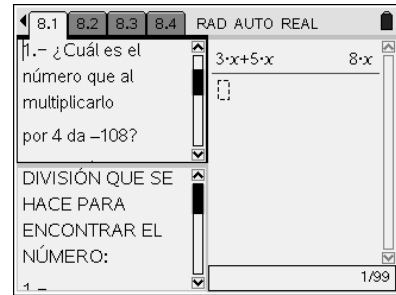 8.1 8.2 8.3 8.4 RAD AUTO REAL
1.– ¿Cuál es el
número que al
multiplicarlo
por 4 da –108?
3·x+5·x 8·x
DIVISIÓN QUE SE
HACE PARA
ENCONTRAR EL
NÚMERO:
1/99